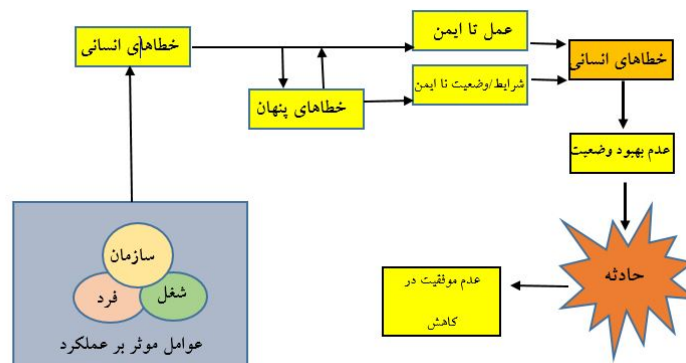 خطاهای انسانی
عمل تا ایمن
خطاهای انسانی
خطاهای پنهان
شرایط/وضعیت نا ایمن
عدم بهبود وضعیت
سازمان
فرد
شغل
عوامل موثر بر عملکرد
حادثه
عدم موفقیت در
کاهش